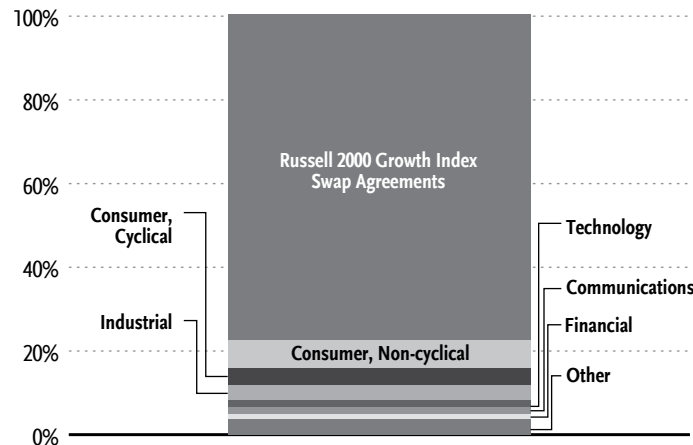 100%
80%
60%
40%
20%
0%
Russell 2000 Growth Index
Swap Agreements
Consumer,
Cyclical
Industrial
Consumer, Non-cyclical
Technology
Communications
Financial
Other